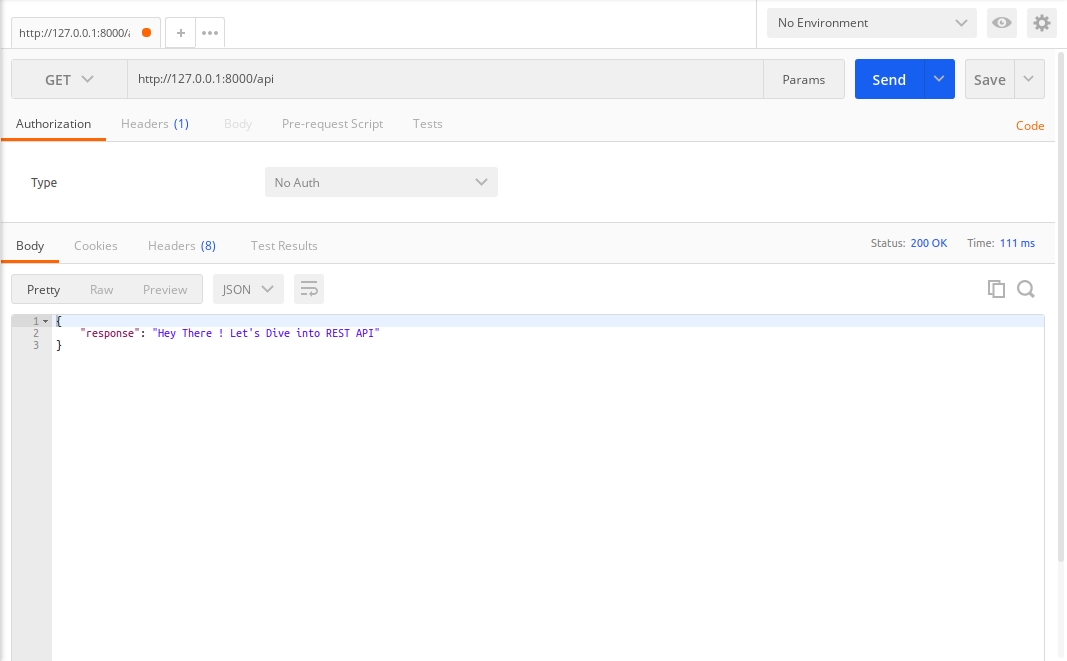 http://127.0.0.1:8000/a
No Environment
GET http://127.0.0.1:8000/api Params Send Save
Authorization Headers (1) Body Pre-request Script Tests Code
Type No Auth
Body Cookies Headers (8) Test Results Status: 200 OK Time: 111 ms
Pretty Raw Preview JSON
1 {
2 "response": "Hey There ! Let's Dive into REST API"
3 }